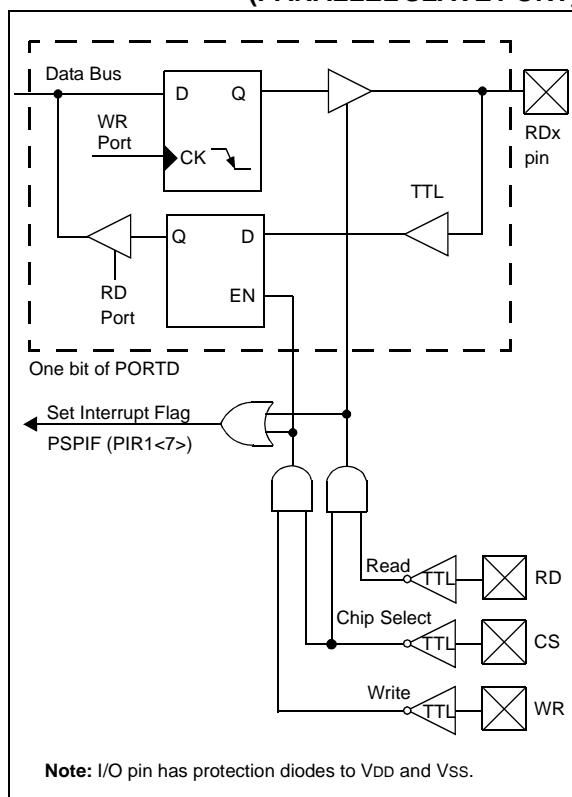 Data Bus
D
Q
WR
Port
CK
RDx
pin
TTL
Q
D
EN
RD
Port
One bit of PORTD
Set Interrupt Flag
PSPIF (PIR1<7>)
Read
TTL
RD
Chip Select
TTL
CS
Write
TTL
WR
Note: I/O pin has protection diodes to VDD and VSS.